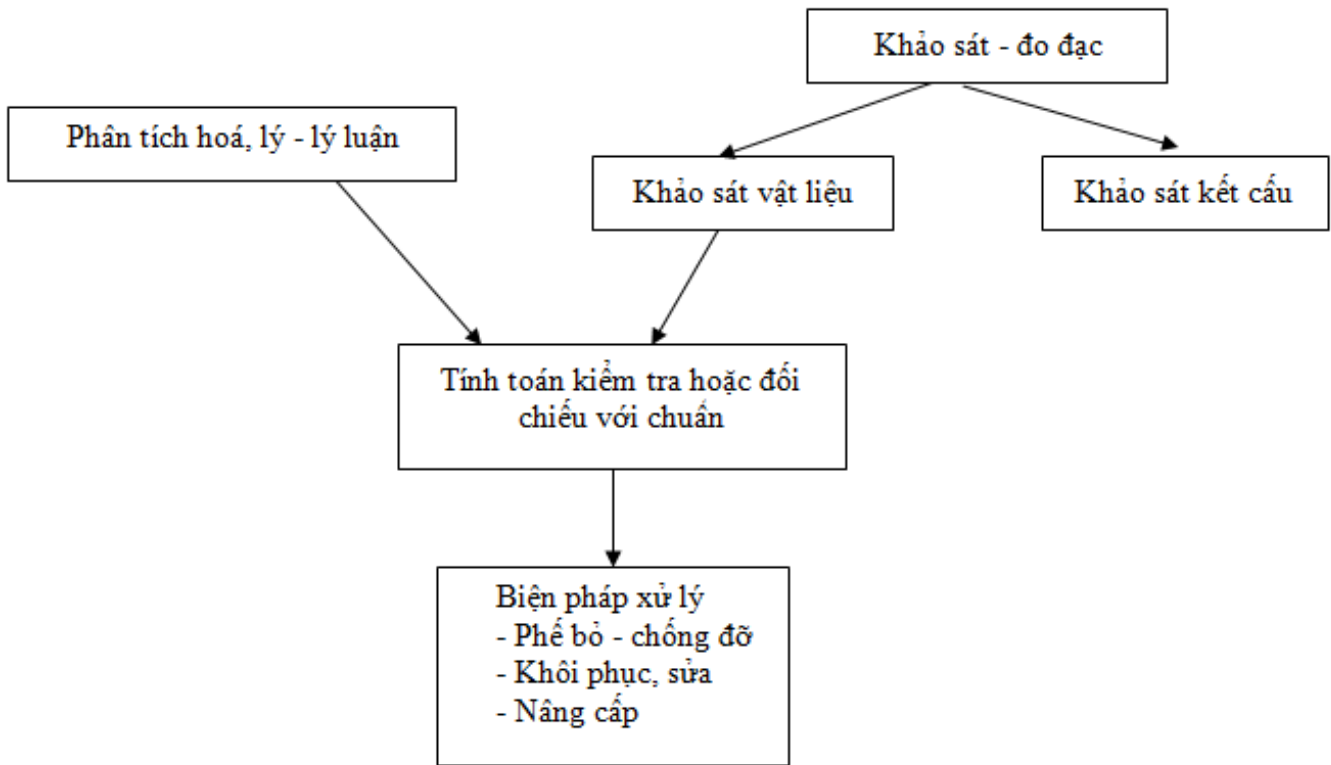 Khảo sát - đo đạc
Phân tích hoá, lý - lý luận
Khảo sát vật liệu
Khảo sát kết cấu
Tính toán kiểm tra hoặc đối
chiếu với chuẩn
Biện pháp xử lý
- Phế bỏ - chống đỡ
- Khôi phục, sửa
- Nâng cấp